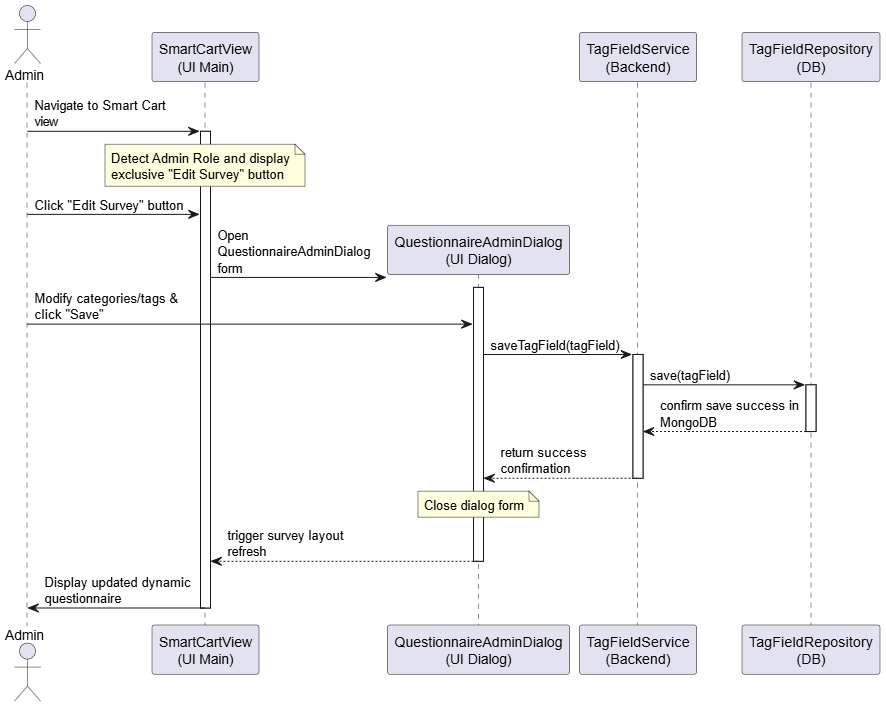 Admin
SmartCartView
(UI Main)
TagFieldService
(Backend)
TagFieldRepository
(DB)
Navigate to Smart Cart
view
Detect Admin Role and display
exclusive "Edit Survey" button
Click "Edit Survey" button
Open
QuestionnaireAdminDialog
form
QuestionnaireAdminDialog
(UI Dialog)
Modify categories/tags &
click "Save"
saveTagField(tagField)
save(tagField)
confirm save success in
MongoDB
return success
confirmation
Close dialog form
trigger survey layout
refresh
Display updated dynamic
questionnaire
Admin
SmartCartView
(UI Main)
QuestionnaireAdminDialog
(UI Dialog)
TagFieldService
(Backend)
TagFieldRepository
(DB)